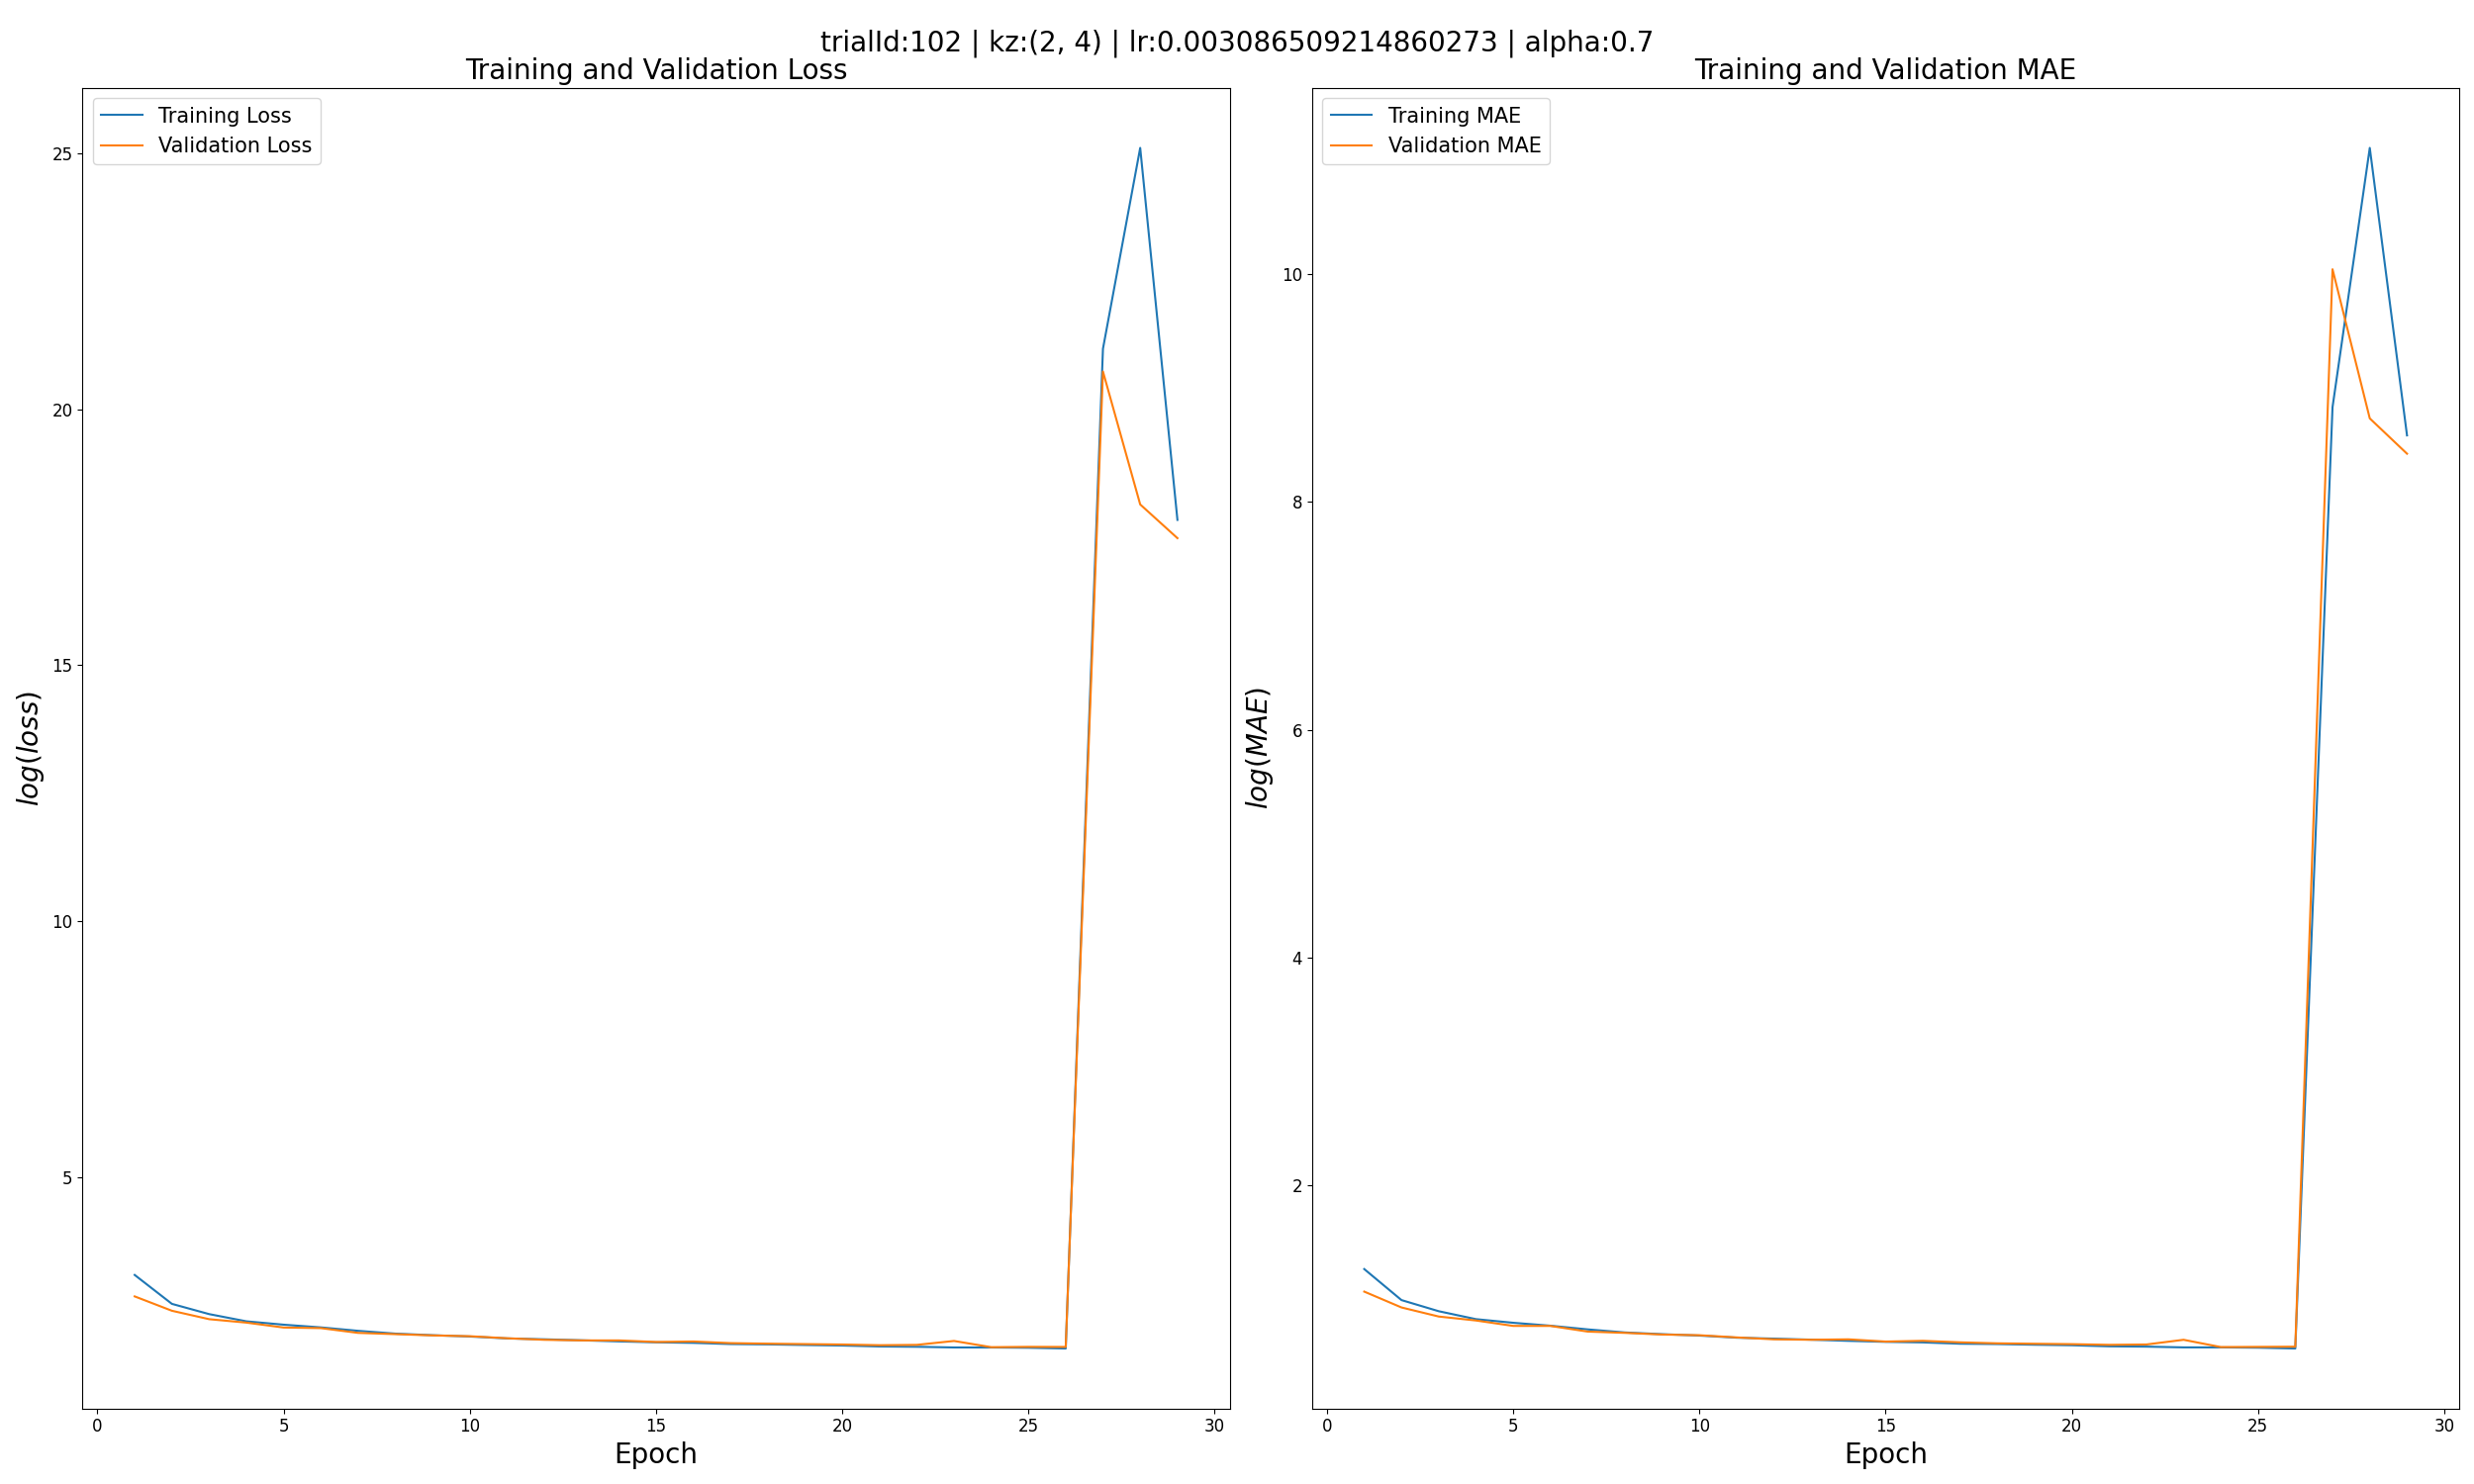 trialId:102 | kz:(2, 4) | lr:0.003086509214860273 | alpha:0.7
Training and Validation Loss
Training Loss
Validation Loss
25
20
15
10
5
log(loss)
0 5 10 15 20 25 30
Epoch
Training and Validation MAE
Training MAE
Validation MAE
10
8
6
4
2
log(MAE)
0 5 10 15 20 25 30
Epoch